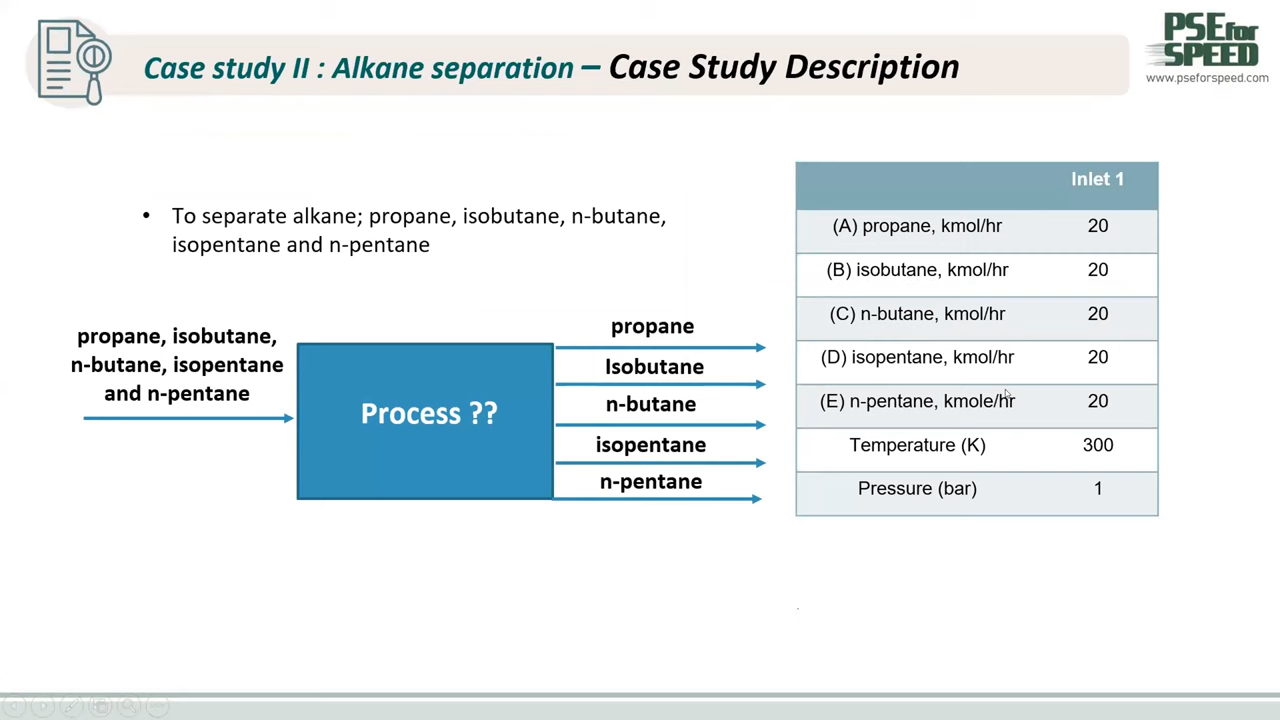 PSE for
SPEED
www.pseforspeed.com
Case study II : Alkane separation – Case Study Description
• To separate alkane; propane, isobutane, n-butane,
isopentane and n-pentane
propane, isobutane,
n-butane, isopentane
and n-pentane
Process ??
propane
Isobutane
n-butane
isopentane
n-pentane
Inlet 1
(A) propane, kmol/hr 20
(B) isobutane, kmol/hr 20
(C) n-butane, kmol/hr 20
(D) isopentane, kmol/hr 20
(E) n-pentane, kmole/hr 20
Temperature (K) 300
Pressure (bar) 1